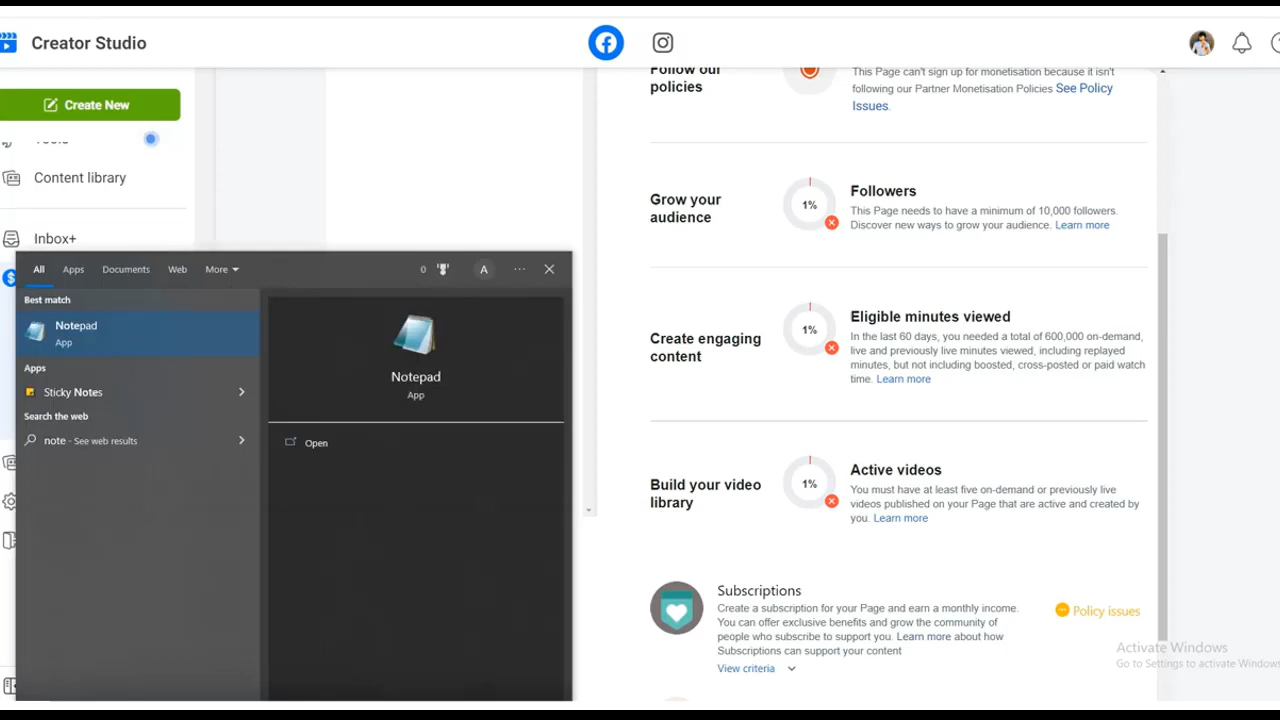 Creator Studio
Create New
Tools
Content library
Inbox+
Follow our
policies
This Page can't sign up for monetisation because it isn't
following our Partner Monetisation Policies See Policy
Issues.
Grow your
audience
1%
Followers
This Page needs to have a minimum of 10,000 followers.
Discover new ways to grow your audience. Learn more
Create engaging
content
1%
Eligible minutes viewed
In the last 60 days, you needed a total of 600,000 on-demand,
live and previously live minutes viewed, including replayed
minutes, but not including boosted, cross-posted or paid watch
time. Learn more
Build your video
library
1%
Active videos
You must have at least five on-demand or previously live
videos published on your Page that are active and created by
you. Learn more
Subscriptions
Create a subscription for your Page and earn a monthly income.
You can offer exclusive benefits and grow the community of
people who subscribe to support you. Learn more about how
Subscriptions can support your content
View criteria
Policy issues
Activate Windows
Go to Settings to activate Windows
All Apps Documents Web More 0 A ...
Best match
Notepad
App
Apps
Sticky Notes
Search the web
note - See web results
Notepad
App
Open